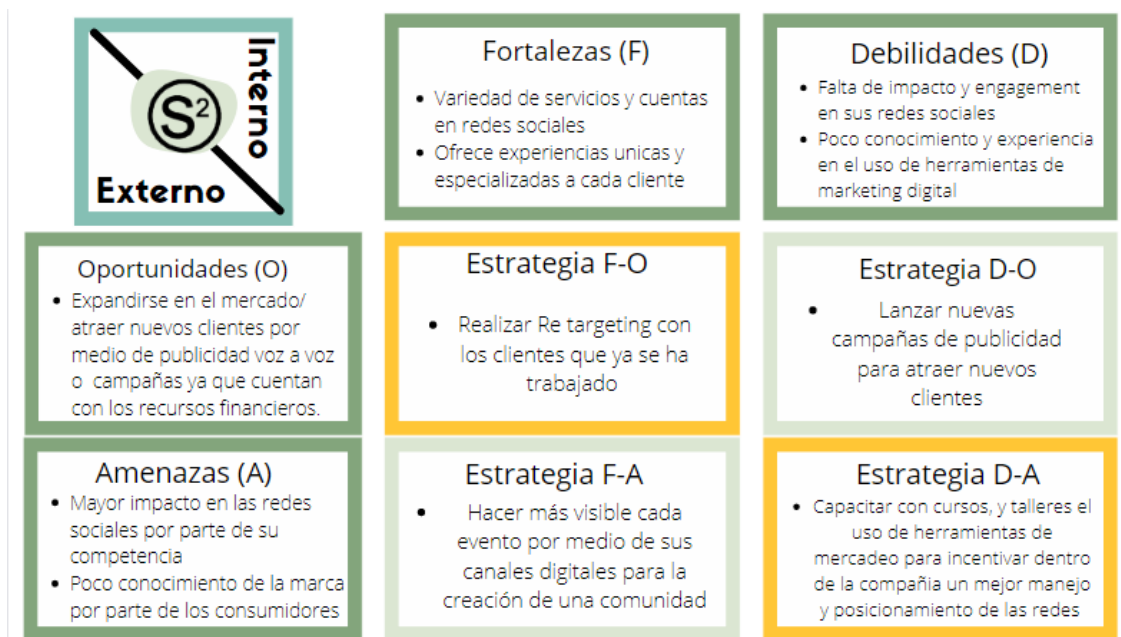 Interno
S²
Externo
Fortalezas (F)
• Variedad de servicios y cuentas
en redes sociales
• Ofrece experiencias unicas y
especializadas a cada cliente
Debilidades (D)
• Falta de impacto y engagement
en sus redes sociales
• Poco conocimiento y experiencia
en el uso de herramientas de
marketing digital
Oportunidades (O)
• Expandirse en el mercado/
atraer nuevos clientes por
medio de publicidad voz a voz
o campañas ya que cuentan
con los recursos financieros.
Estrategia F-O
• Realizar Re targeting con
los clientes que ya se ha
trabajado
Estrategia D-O
• Lanzar nuevas
campañas de publicidad
para atraer nuevos
clientes
Amenazas (A)
• Mayor impacto en las redes
sociales por parte de su
competencia
• Poco conocimiento de la marca
por parte de los consumidores
Estrategia F-A
• Hacer más visible cada
evento por medio de sus
canales digitales para la
creación de una comunidad
Estrategia D-A
• Capacitar con cursos, y talleres el
uso de herramientas de
mercadeo para incentivar dentro
de la compañia un mejor manejo
y posicionamiento de las redes